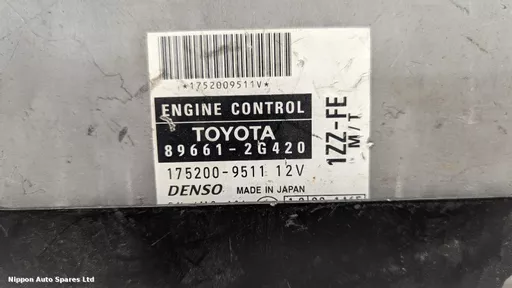 *1752009511V*
ENGINE CONTROL
TOYOTA
89661-2G420
175200-9511 12V
DENSO MADE IN JAPAN
1ZZ-FE
M/T
Nippon Auto Spares Ltd